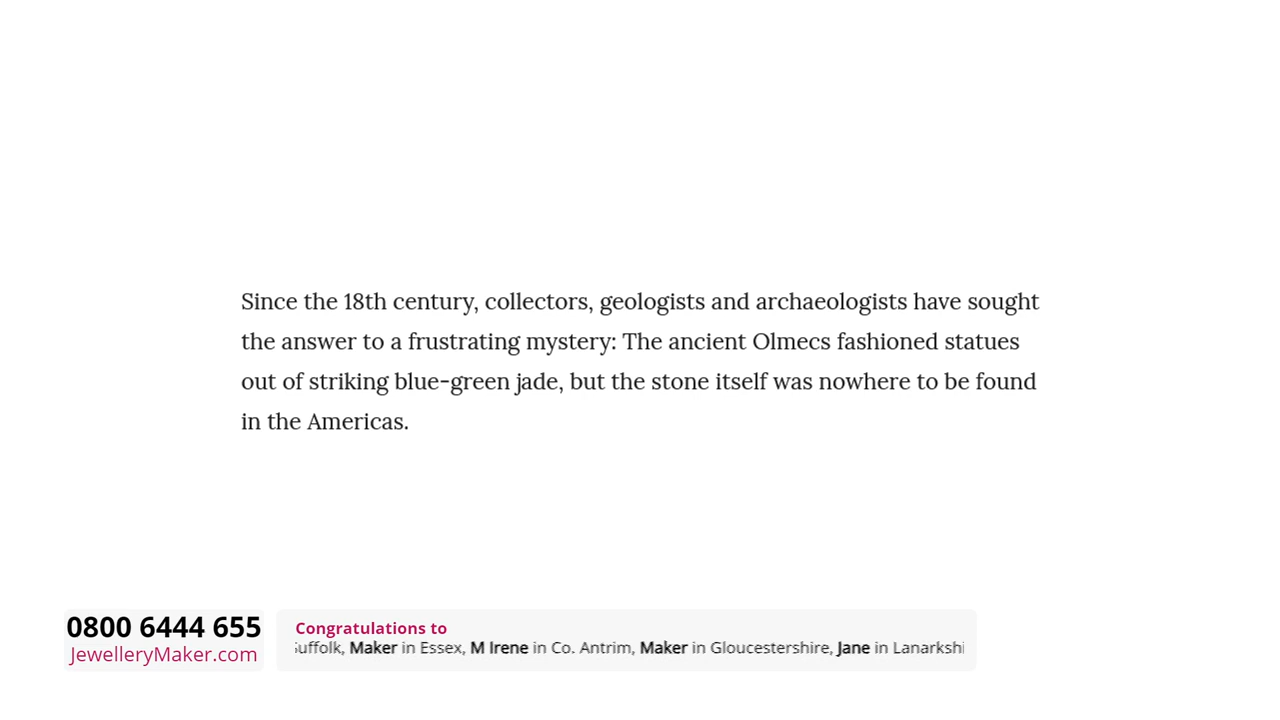 Since the 18th century, collectors, geologists and archaeologists have sought
the answer to a frustrating mystery: The ancient Olmecs fashioned statues
out of striking blue-green jade, but the stone itself was nowhere to be found
in the Americas.
0800 6444 655
JewelleryMaker.com
Congratulations to
Suffolk, Maker in Essex, M Irene in Co. Antrim, Maker in Gloucestershire, Jane in